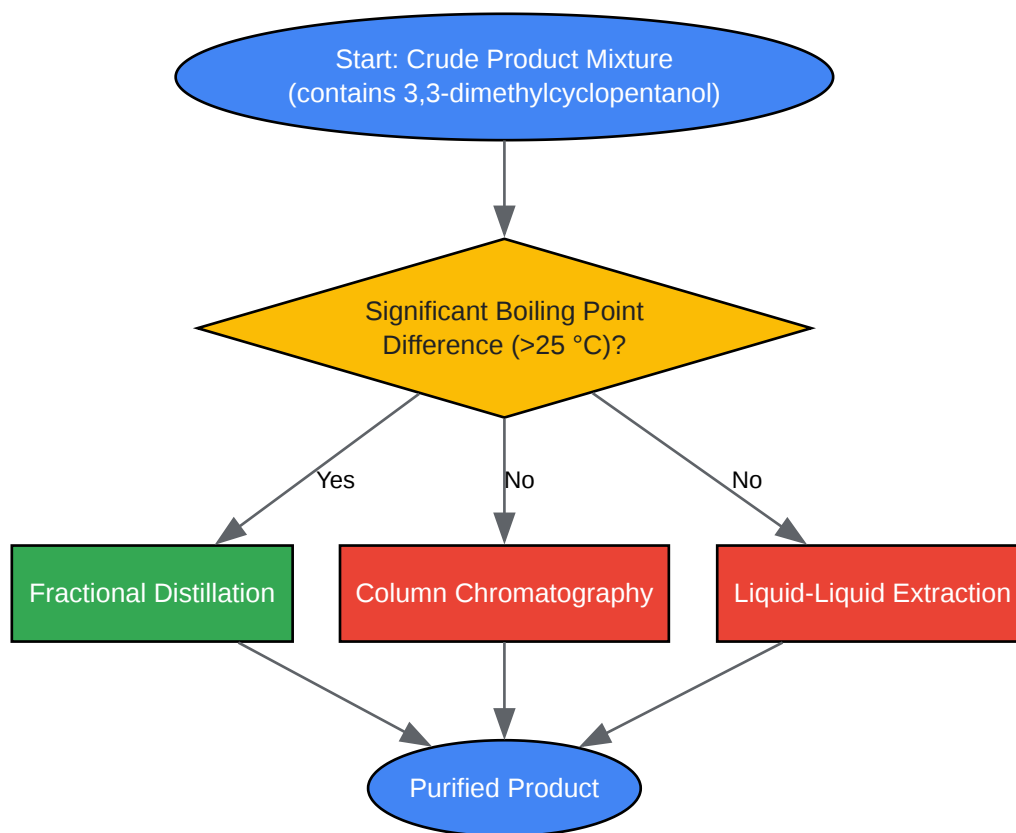 Start: Crude Product Mixture
(contains 3,3-dimethylcyclopentanol)
Significant Boiling Point
Difference (>25 °C)?
Yes
No
No
Fractional Distillation
Column Chromatography
Liquid-Liquid Extraction
Purified Product